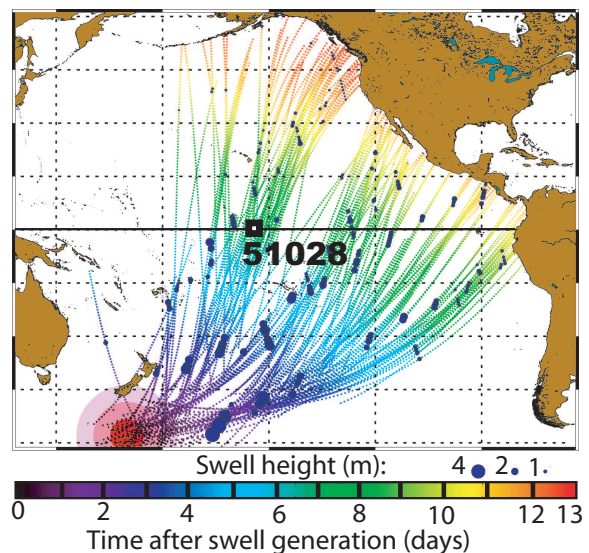 51028
Swell height (m): 4 2 1
0 2 4 6 8 10 12 13
Time after swell generation (days)